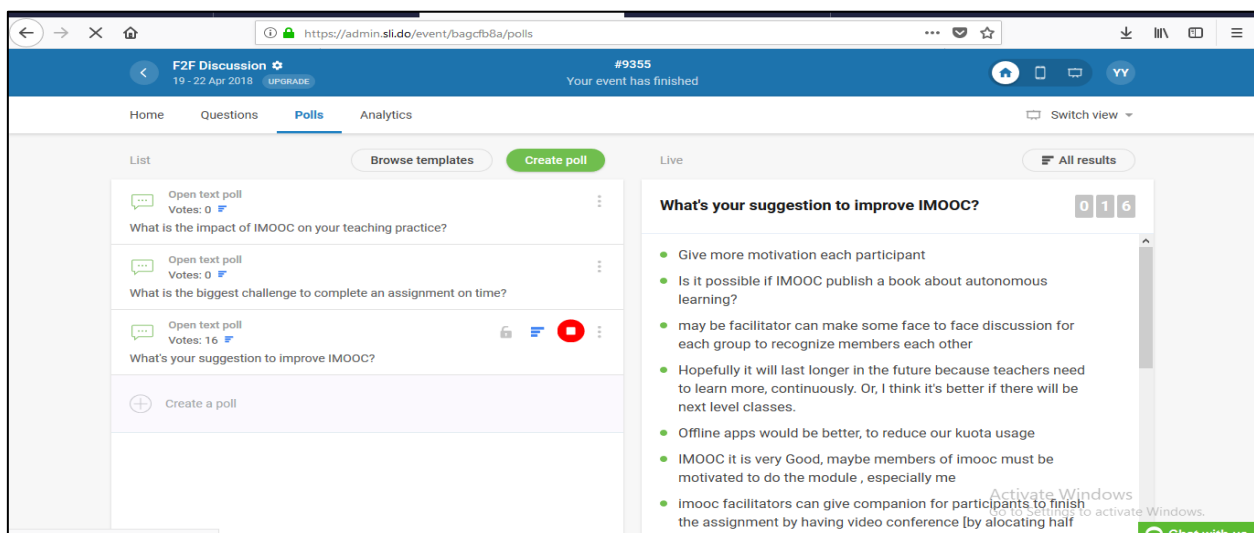 https://admin.sli.do/event/bagcfb8a/polls
F2F Discussion
19 - 22 Apr 2018 UPGRADE
#9355
Your event has finished
YY
Home Questions Polls Analytics
Switch view
List Browse templates Create poll
Open text poll
Votes: 0
What is the impact of IMOOC on your teaching practice?
Open text poll
Votes: 0
What is the biggest challenge to complete an assignment on time?
Open text poll
Votes: 16
What's your suggestion to improve IMOOC?
Create a poll
Live All results
What's your suggestion to improve IMOOC? 0 1 6
Give more motivation each participant
Is it possible if IMOOC publish a book about autonomous
learning?
may be facilitator can make some face to face discussion for
each group to recognize members each other
Hopefully it will last longer in the future because teachers need
to learn more, continuously. Or, I think it's better if there will be
next level classes.
Offline apps would be better, to reduce our kuota usage
IMOOC it is very Good, maybe members of imooc must be
motivated to do the module , especially me
imooc facilitators can give companion for participants to finish
the assignment by having video conference [by alocating half
Activate Windows
Go to Settings to activate Windows.
Chat with us